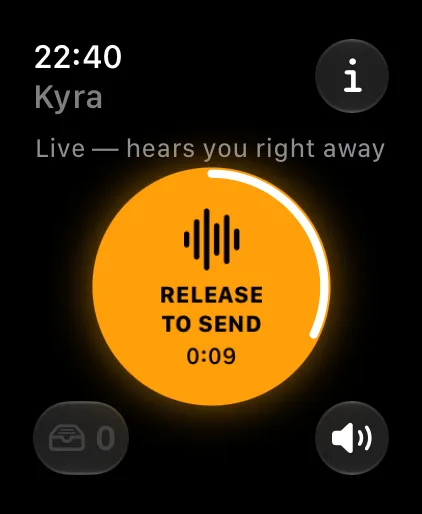 22:40
Kyra
Live — hears you right away
RELEASE
TO SEND
0:09
0